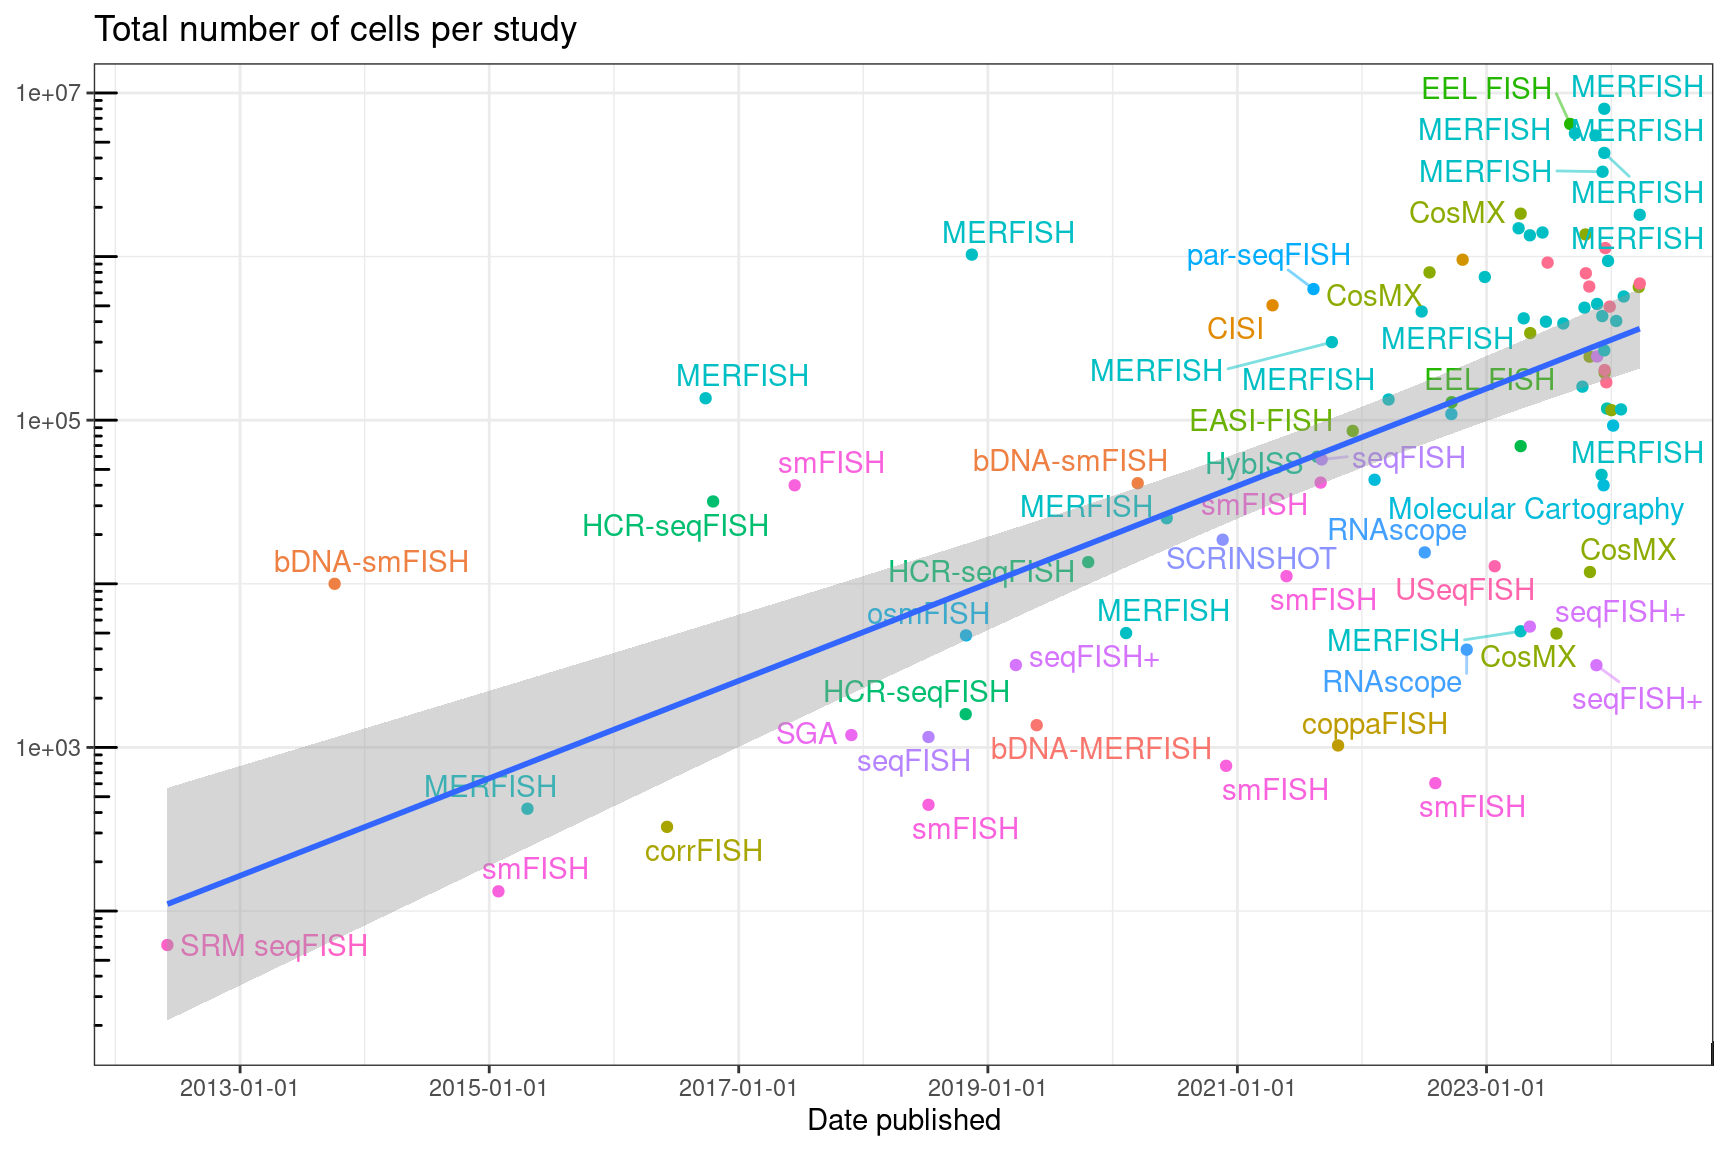 Total number of cells per study
1e+07
1e+05
1e+03
EEL FISH
MERFISH
MERFISH
MERFISH
MERFISH
MERFISH
CosMX
MERFISH
MERFISH
par-seqFISH
CosMX
CISI
MERFISH
MERFISH
MERFISH
MERFISH
EEL FISH
EASI-FISH
smFISH
bDNA-smFISH
HybISS
seqFISH
MERFISH
MERFISH
smFISH
Molecular Cartography
HCR-seqFISH
RNAscope
bDNA-smFISH
SCRINSHOT
CosMX
HCR-seqFISH
smFISH
USeqFISH
osmFISH
MERFISH
seqFISH+
MERFISH
seqFISH+
CosMX
HCR-seqFISH
RNAscope
seqFISH+
SGA
coppaFISH
seqFISH
bDNA-MERFISH
MERFISH
smFISH
smFISH
smFISH
corrFISH
smFISH
SRM seqFISH
2013-01-01
2015-01-01
2017-01-01
2019-01-01
2021-01-01
2023-01-01
Date published